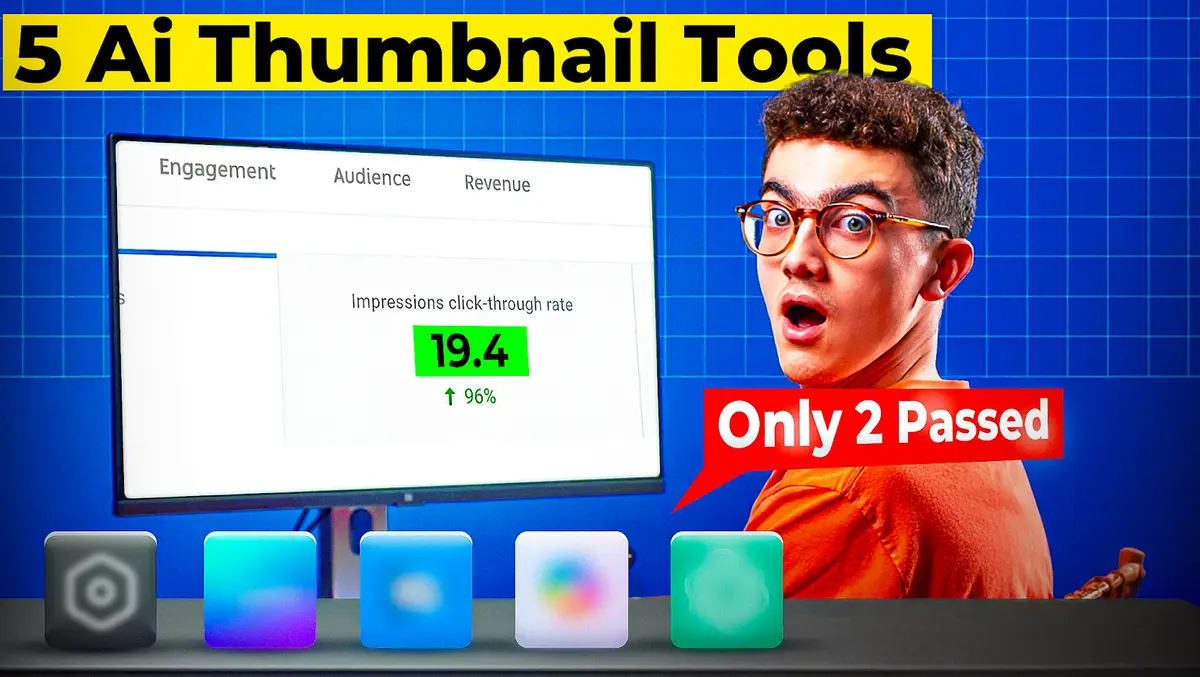 5 Ai Thumbnail Tools
Engagement Audience Revenue
s
Impressions click-through rate
19.4
↑ 96%
Only 2 Passed